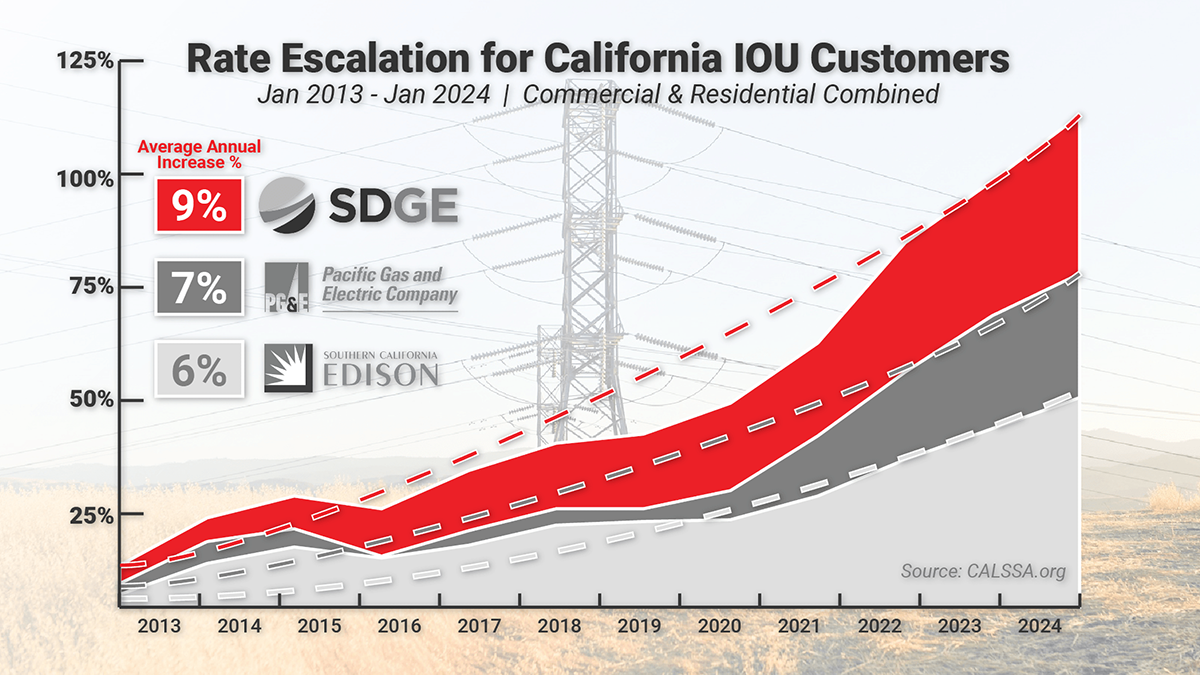 Rate Escalation for California IOU Customers
Jan 2013 - Jan 2024 | Commercial & Residential Combined
125%
100%
75%
50%
25%
Average Annual
Increase %
9%
SDGE
7%
PG&E
Pacific Gas and
Electric Company
6%
SOUTHERN CALIFORNIA
EDISON
Source: CALSSA.org
2013 2014 2015 2016 2017 2018 2019 2020 2021 2022 2023 2024